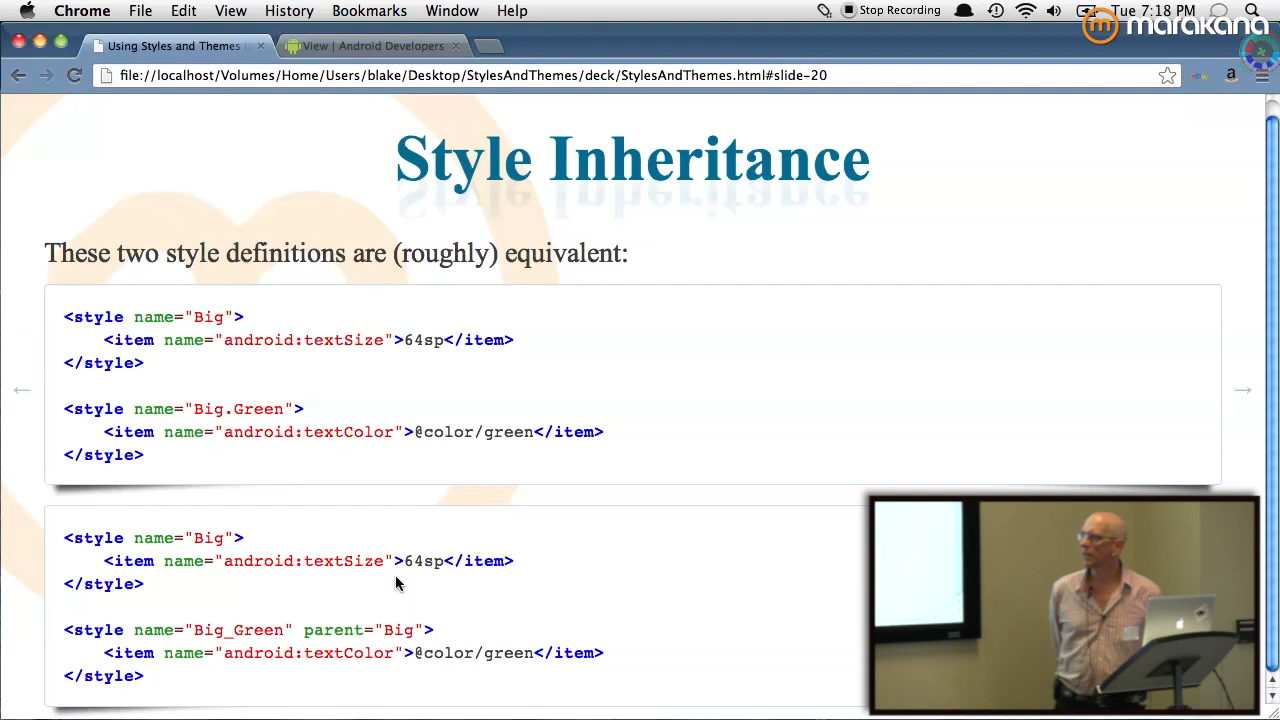 Chrome File Edit View History Bookmarks Window Help Stop Recording Tue 7:18 PM
marakana
Using Styles and Themes View | Android Developers
file://localhost/Volumes/Home/Users/blake/Desktop/StylesAndThemes/deck/StylesAndThemes.html#slide-20
Style Inheritance
These two style definitions are (roughly) equivalent:
<style name="Big">
<item name="android:textSize">64sp</item>
</style>
<style name="Big.Green">
<item name="android:textColor">@color/green</item>
</style>
<style name="Big">
<item name="android:textSize">64sp</item>
</style>
<style name="Big_Green" parent="Big">
<item name="android:textColor">@color/green</item>
</style>